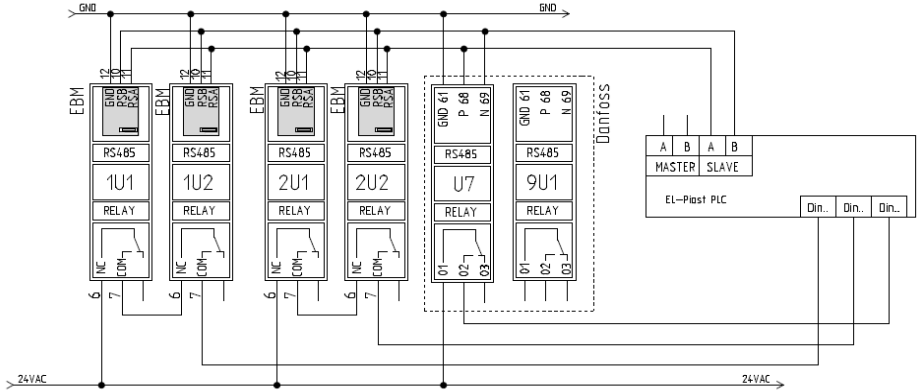 GND GND
12 10 11 12 10 11 12 10 11 12 10 11
EBM GND RSB RSA EBM GND RSB RSA EBM GND RSB RSA EBM GND RSB RSA GND 61 P 68 N 69 GND 61 P 68 N 69 Danfoss
A B A B
RS485 RS485 RS485 RS485 RS485 RS485
MASTER SLAVE
1U1 1U2 2U1 2U2 U7 9U1
EL-Piast PLC
RELAY RELAY RELAY RELAY RELAY RELAY
Din.. Din.. Din..
NC COM NC COM NC COM NC COM 01 02 03 01 02 03
6 7 6 7 6 7 6 7
24VAC 24VAC